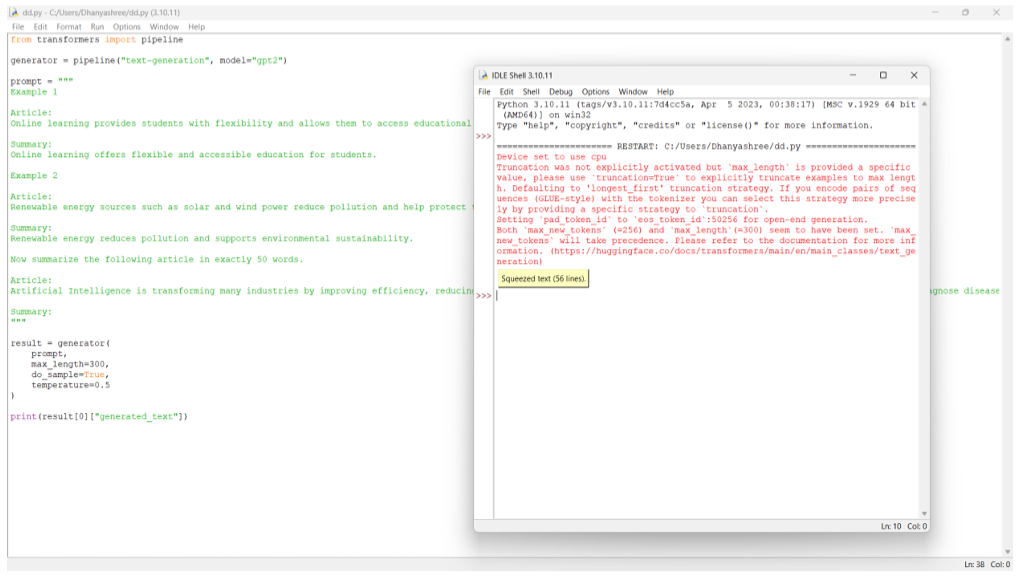 dd.py - C:/Users/Dhanyashree/dd.py (3.10.11)
File Edit Format Run Options Window Help
from transformers import pipeline
generator = pipeline("text-generation", model="gpt2")
prompt = """
Example 1
Article:
Online learning provides students with flexibility and allows them to access educational
Summary:
Online learning offers flexible and accessible education for students.
Example 2
Article:
Renewable energy sources such as solar and wind power reduce pollution and help protect
Summary:
Renewable energy reduces pollution and supports environmental sustainability.
Now summarize the following article in exactly 50 words.
Article:
Artificial Intelligence is transforming many industries by improving efficiency, reducing
agnose disease
Summary:
"""
result = generator(
prompt,
max_length=300,
do_sample=True,
temperature=0.5
)
print(result[0]["generated_text"])
Ln: 38 Col: 0
IDLE Shell 3.10.11
File Edit Shell Debug Options Window Help
Python 3.10.11 (tags/v3.10.11:7d4cc5a, Apr 5 2023, 00:38:17) [MSC v.1929 64 bit
(AMD64)] on win32
Type "help", "copyright", "credits" or "license()" for more information.
>>>
====================== RESTART: C:/Users/Dhanyashree/dd.py =====================
Device set to use cpu
Truncation was not explicitly activated but `max_length` is provided a specific
value, please use `truncation=True` to explicitly truncate examples to max lengt
h. Defaulting to 'longest_first' truncation strategy. If you encode pairs of seq
uences (GLUE-style) with the tokenizer you can select this strategy more precise
ly by providing a specific strategy to `truncation`.
Setting `pad_token_id` to `eos_token_id`:50256 for open-end generation.
Both `max_new_tokens` (=256) and `max_length`(=300) seem to have been set. `max_
new_tokens` will take precedence. Please refer to the documentation for more inf
ormation. (https://huggingface.co/docs/transformers/main/en/main_classes/text_ge
neration)
Squeezed text (56 lines).
>>>
Ln: 10 Col: 0